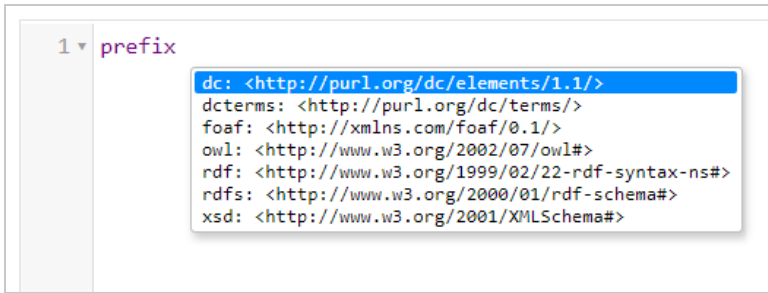 1 prefix
dc: <http://purl.org/dc/elements/1.1/>
dcterms: <http://purl.org/dc/terms/>
foaf: <http://xmlns.com/foaf/0.1/>
owl: <http://www.w3.org/2002/07/owl#>
rdf: <http://www.w3.org/1999/02/22-rdf-syntax-ns#>
rdfs: <http://www.w3.org/2000/01/rdf-schema#>
xsd: <http://www.w3.org/2001/XMLSchema#>